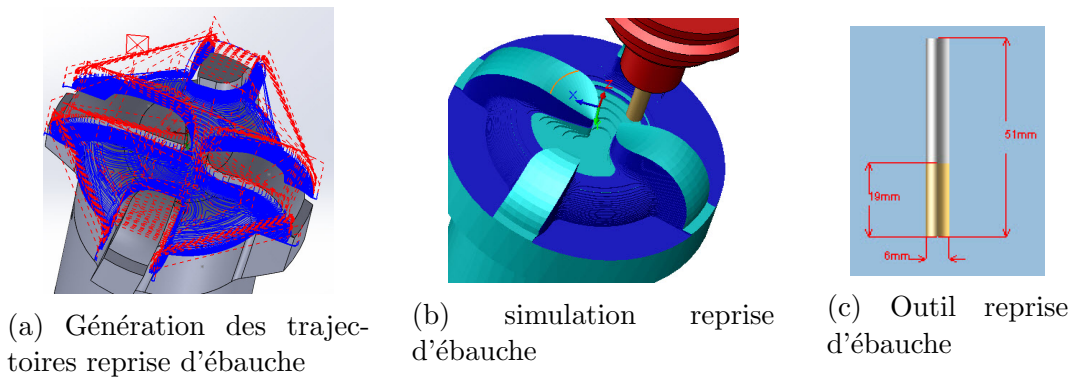 X
51mm
19mm
6mm
(a) Génération des trajec-
toires reprise d'ébauche
(b) simulation reprise
d'ébauche
(c) Outil reprise
d'ébauche